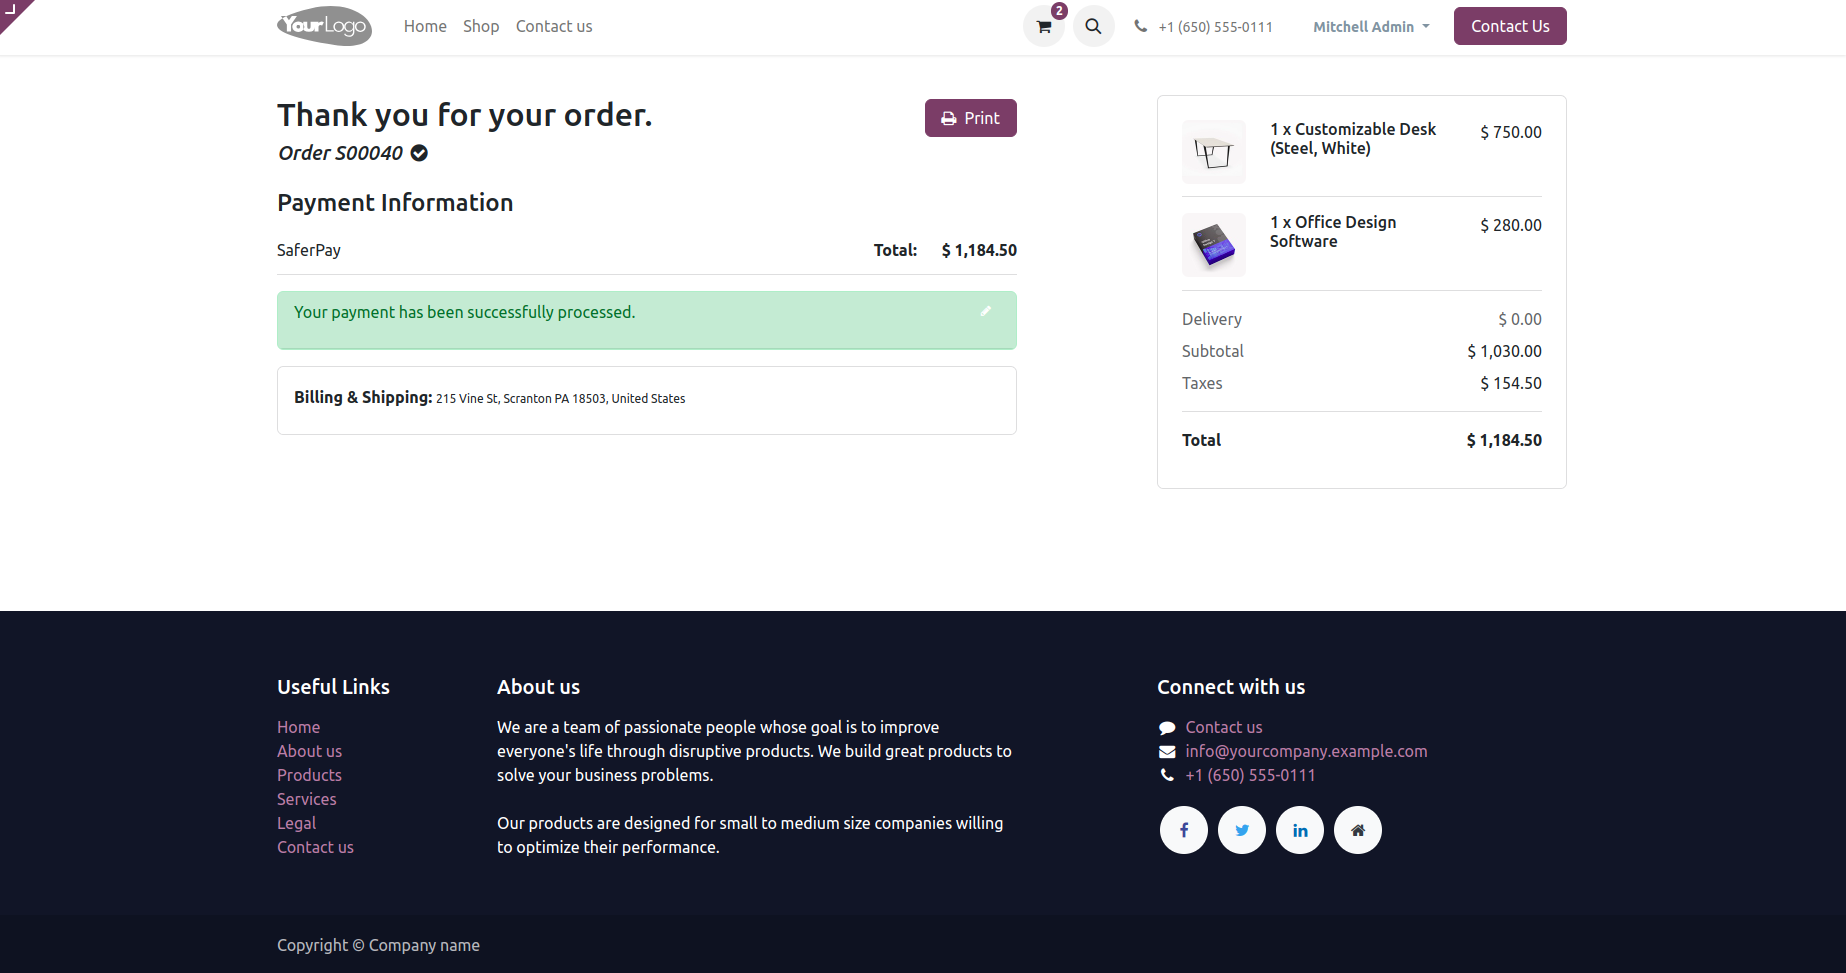 YourLogo
Home
Shop
Contact us
2
+1 (650) 555-0111
Mitchell Admin
Contact Us
Thank you for your order.
Print
Order S00040
Payment Information
SaferPay
Total: $ 1,184.50
Your payment has been successfully processed.
Billing & Shipping: 215 Vine St, Scranton PA 18503, United States
1 x Customizable Desk
(Steel, White)
$ 750.00
1 x Office Design
Software
$ 280.00
Delivery $ 0.00
Subtotal $ 1,030.00
Taxes $ 154.50
Total $ 1,184.50
Useful Links
Home
About us
Products
Services
Legal
Contact us
About us
We are a team of passionate people whose goal is to improve
everyone's life through disruptive products. We build great products to
solve your business problems.
Our products are designed for small to medium size companies willing
to optimize their performance.
Connect with us
Contact us
info@yourcompany.example.com
+1 (650) 555-0111
Copyright © Company name